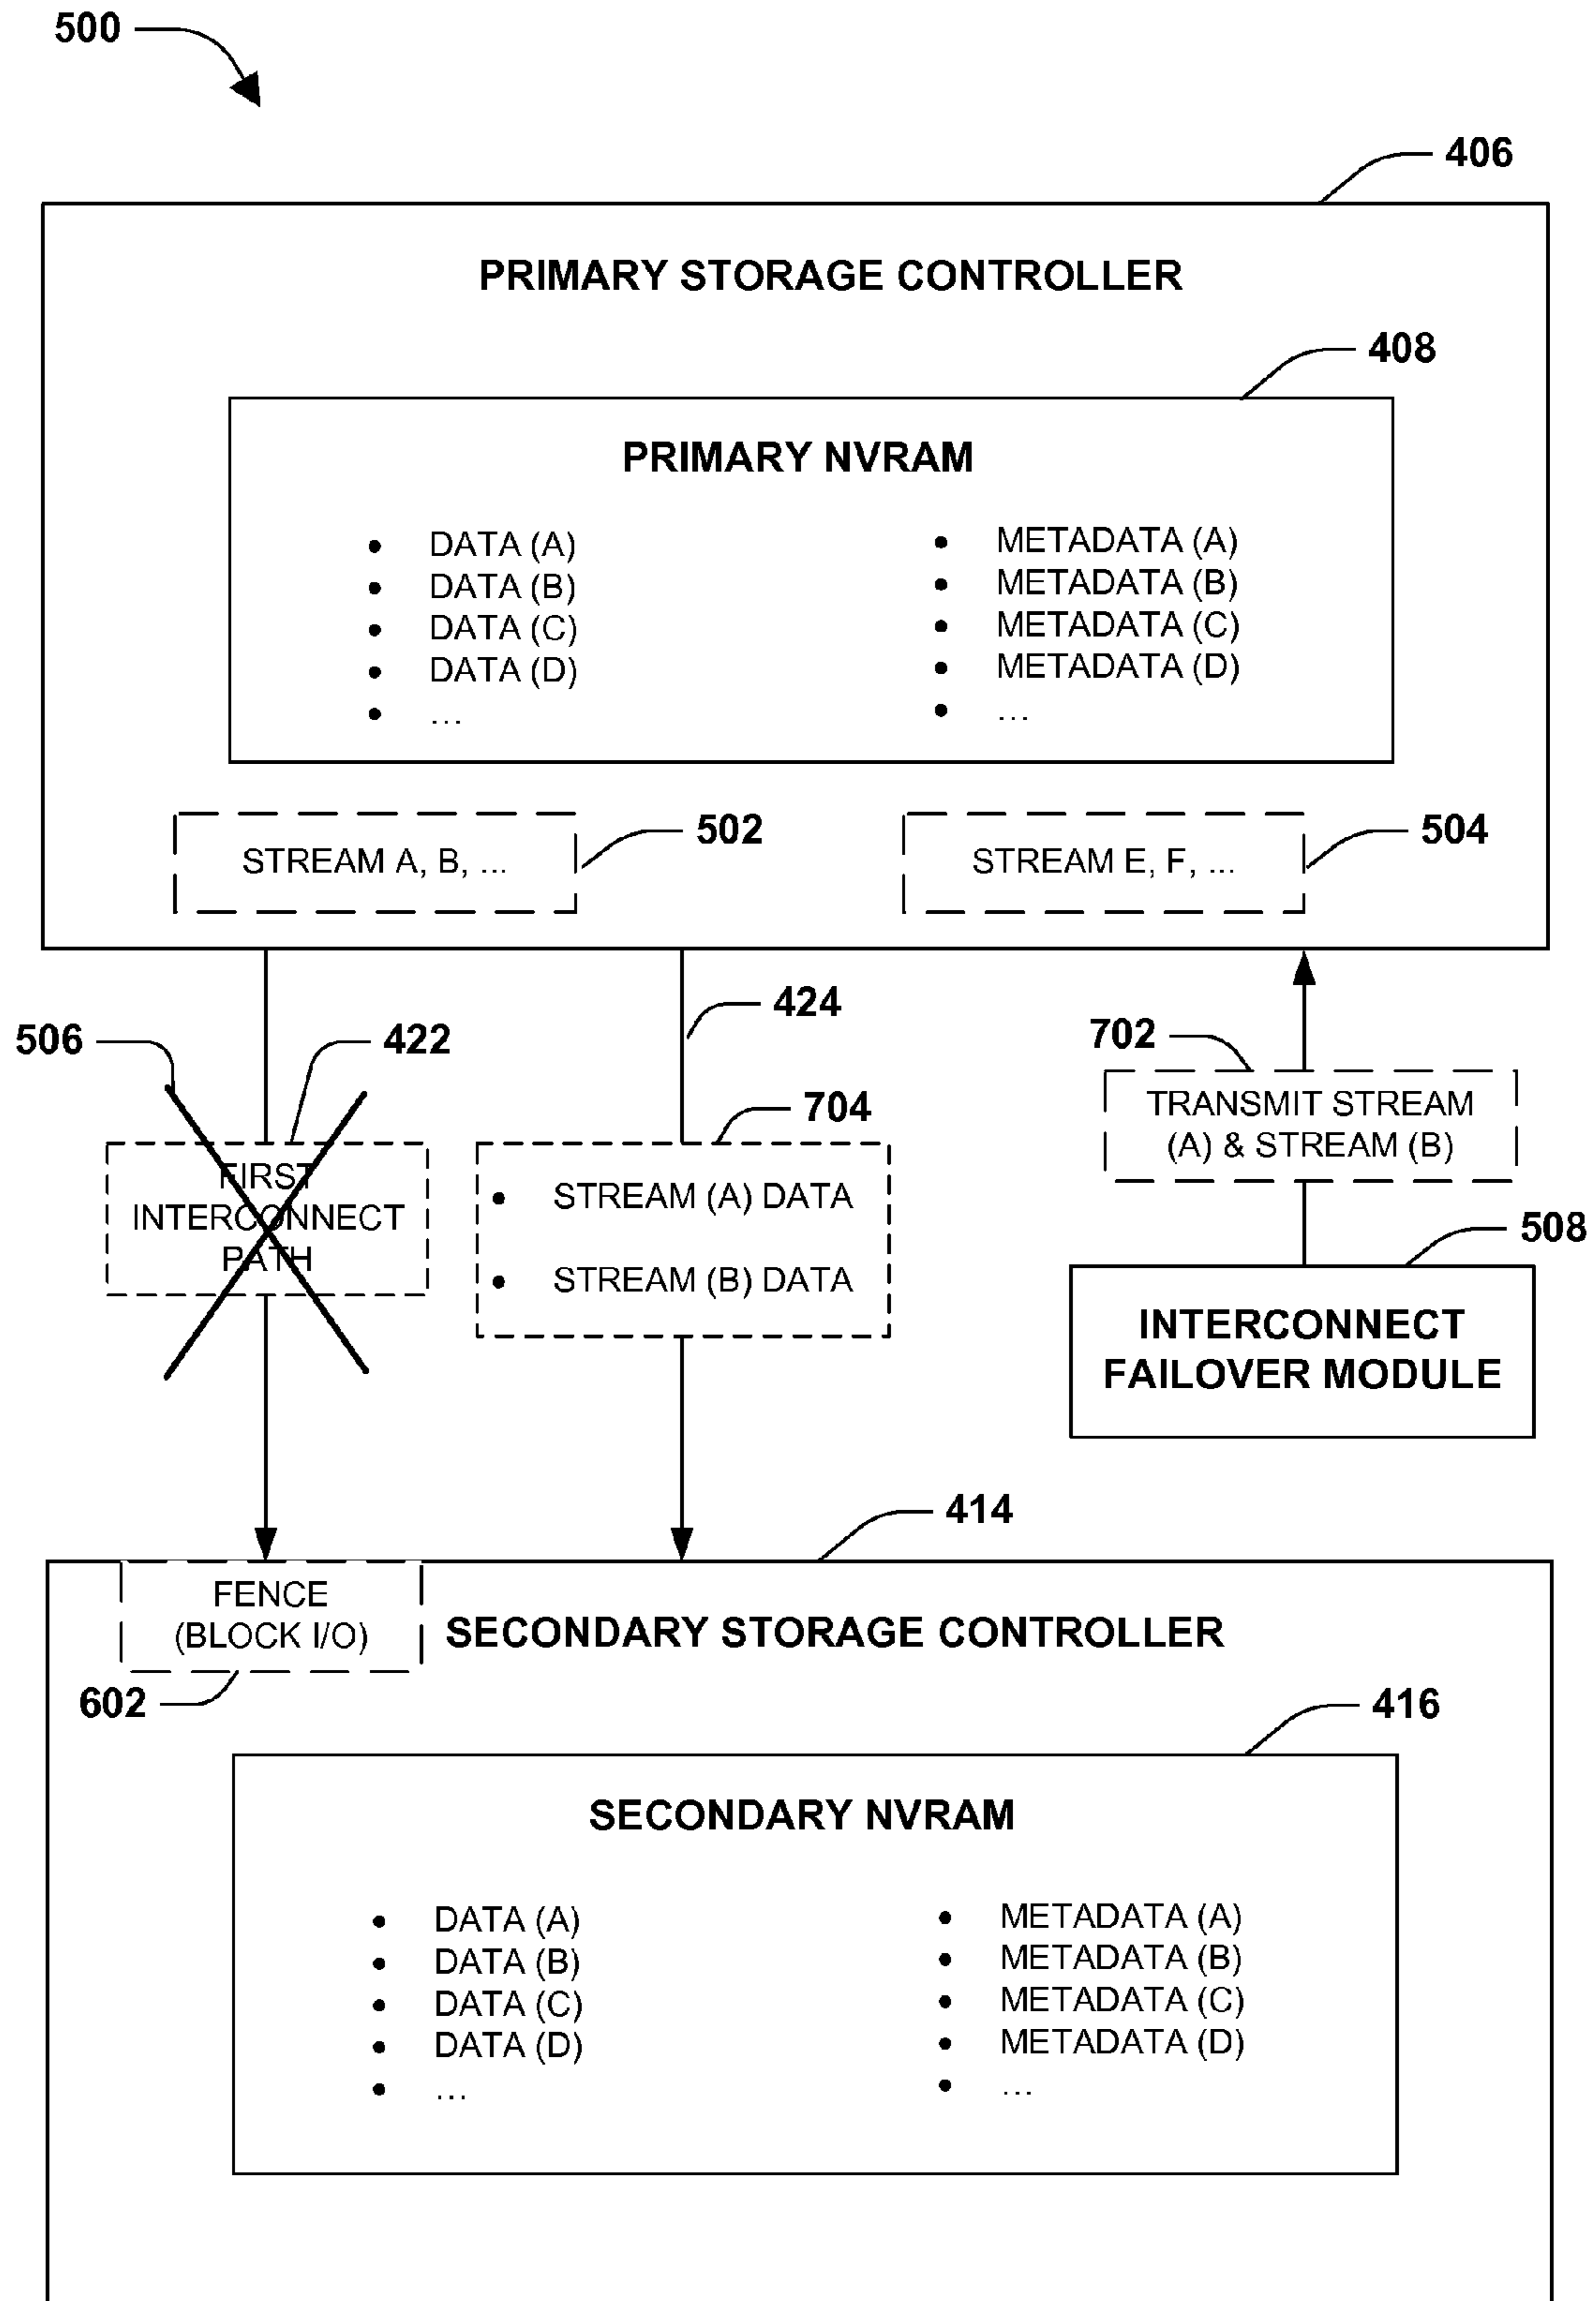 500
406
PRIMARY STORAGE CONTROLLER
408
PRIMARY NVRAM
• DATA (A)
• DATA (B)
• DATA (C)
• DATA (D)
• ...
• METADATA (A)
• METADATA (B)
• METADATA (C)
• METADATA (D)
• ...
STREAM A, B, ...
502
STREAM E, F, ...
504
506
422
FIRST
INTERCONNECT
PATH
424
704
• STREAM (A) DATA
• STREAM (B) DATA
702
TRANSMIT STREAM
(A) & STREAM (B)
508
INTERCONNECT
FAILOVER MODULE
414
FENCE
(BLOCK I/O)
602
SECONDARY STORAGE CONTROLLER
416
SECONDARY NVRAM
• DATA (A)
• DATA (B)
• DATA (C)
• DATA (D)
• ...
• METADATA (A)
• METADATA (B)
• METADATA (C)
• METADATA (D)
• ...